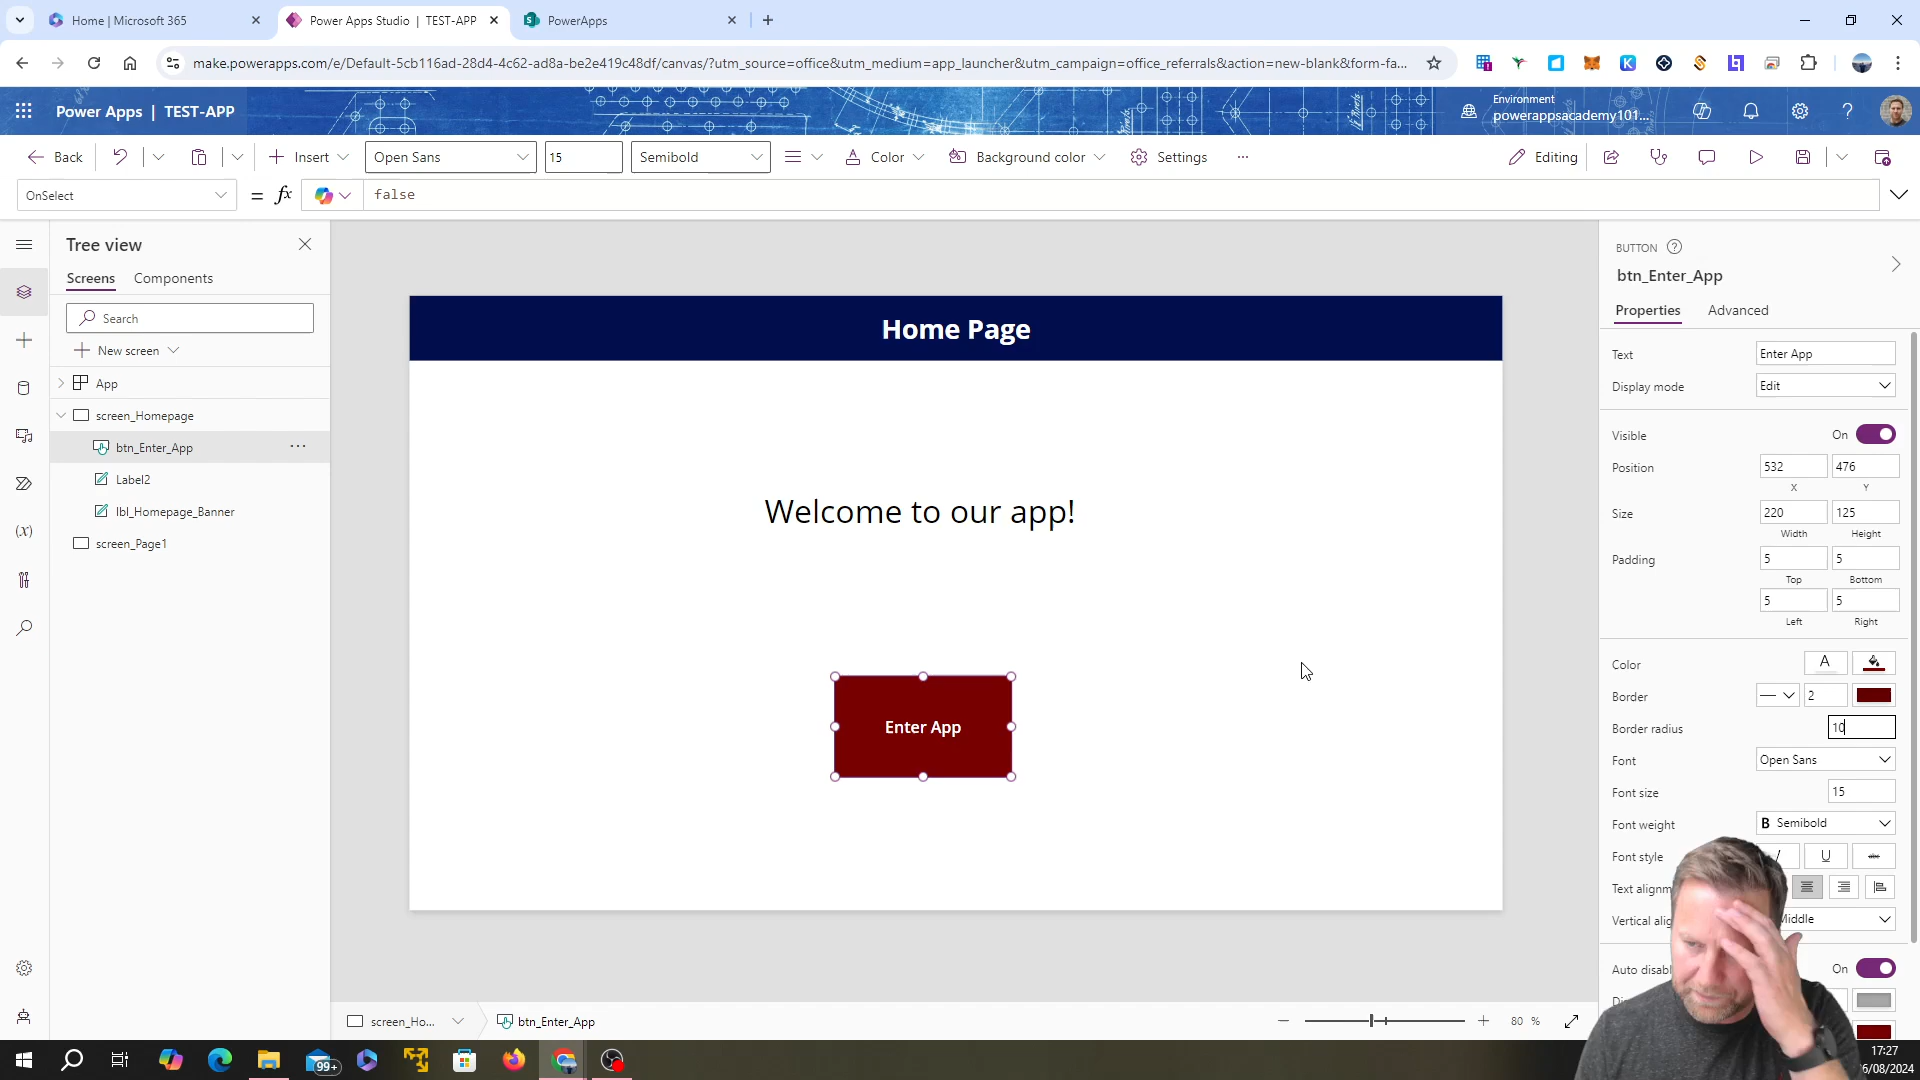 Home | Microsoft 365
Power Apps Studio | TEST-APP
PowerApps
make.powerapps.com/e/Default-5cb116ad-28d4-4c62-ad8a-be2e419c48df/canvas/?utm_source=office&utm_medium=app_launcher&utm_campaign=office_referrals&action=new-blank&form-fa...
Power Apps | TEST-APP
Environment
powerappsacademy101...
Back
Insert
Open Sans
15
Semibold
Color
Background color
Settings
Editing
OnSelect
= fx
false
Tree view
Screens
Components
Search
New screen
App
screen_Homepage
btn_Enter_App
Label2
lbl_Homepage_Banner
screen_Page1
Home Page
Welcome to our app!
Enter App
BUTTON
btn_Enter_App
Properties
Advanced
Text
Enter App
Display mode
Edit
Visible
On
Position
532
476
X
Y
Size
220
125
Width
Height
Padding
5
5
Top
Bottom
5
5
Left
Right
Color
A
Border
2
Border radius
10
Font
Open Sans
Font size
15
Font weight
B Semibold
Font style
/
U
Text alignm
Vertical alig
Middle
Auto disabl
On
screen_Ho...
btn_Enter_App
80 %
99+
17:27
6/08/2024